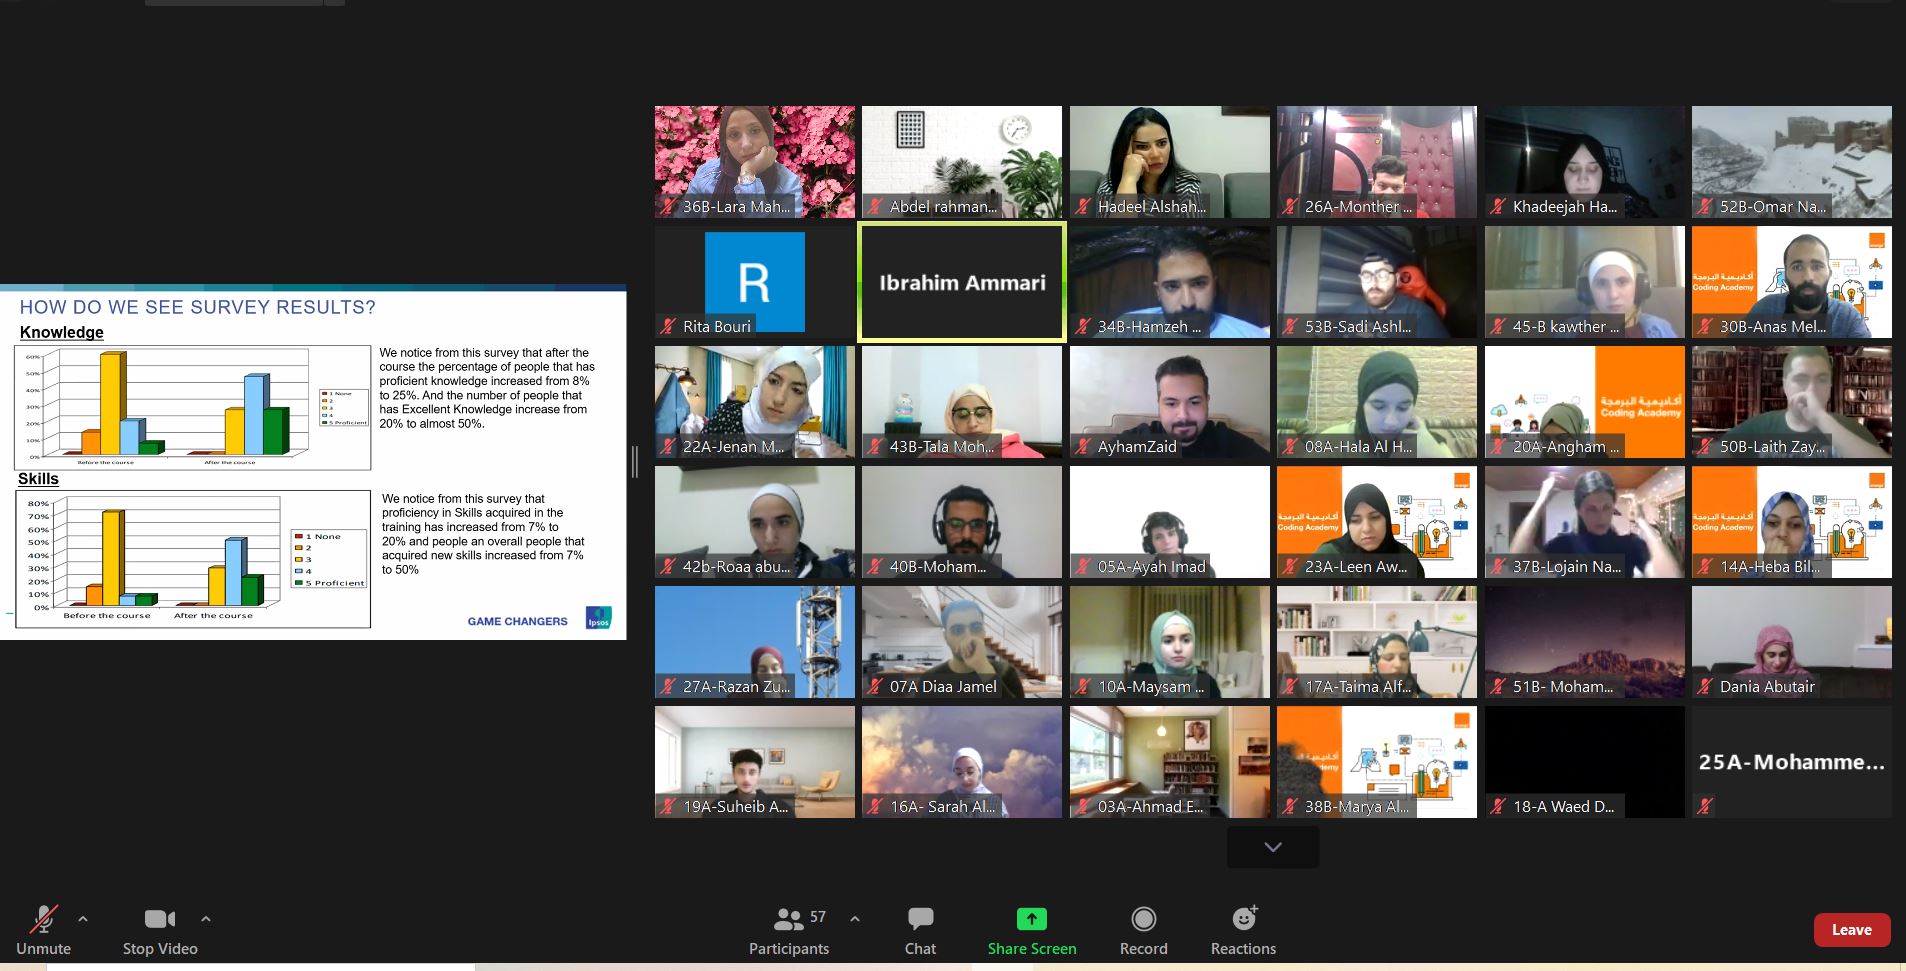 HOW DO WE SEE SURVEY RESULTS?
Knowledge
60%
50%
40%
30%
20%
10%
0%
Before the course
After the course
1 None
2
3
4
5 Proficient
We notice from this survey that after the
course the percentage of people that has
proficient knowledge increased from 8%
to 25%. And the number of people that
has Excellent Knowledge increase from
20% to almost 50%.
Skills
80%
70%
60%
50%
40%
30%
20%
10%
0%
Before the course
After the course
1 None
2
3
4
5 Proficient
We notice from this survey that
proficiency in Skills acquired in the
training has increased from 7% to
20% and people an overall people that
acquired new skills increased from 7%
to 50%
GAME CHANGERS
Ipsos
36B-Lara Mah...
Abdel rahman...
Hadeel Alshah...
26A-Monther ...
Khadeejah Ha...
52B-Omar Na...
R
Rita Bouri
Ibrahim Ammari
34B-Hamzeh ...
53B-Sadi Ashl...
45-B kawther ...
أكاديمية البرمجة
30B-Anas Mel...
22A-Jenan M...
43B-Tala Moh...
AyhamZaid
08A-Hala Al H...
أكاديمية البرمجة
Coding Academy
20A-Angham ...
50B-Laith Zay...
42b-Roaa abu...
40B-Moham...
05A-Ayah Imad
أكاديمية البرمجة
Coding Academy
23A-Leen Aw...
37B-Lojain Na...
أكاديمية البرمجة
Coding Academy
14A-Heba Bil...
27A-Razan Zu...
07A Diaa Jamel
10A-Maysam ...
17A-Taima Alf...
51B- Moham...
Dania Abutair
19A-Suheib A...
16A- Sarah Al...
03A-Ahmad E...
38B-Marya Al...
18-A Waed D...
25A-Mohamme...
Unmute
Stop Video
57
Participants
Chat
Share Screen
Record
Reactions
Leave